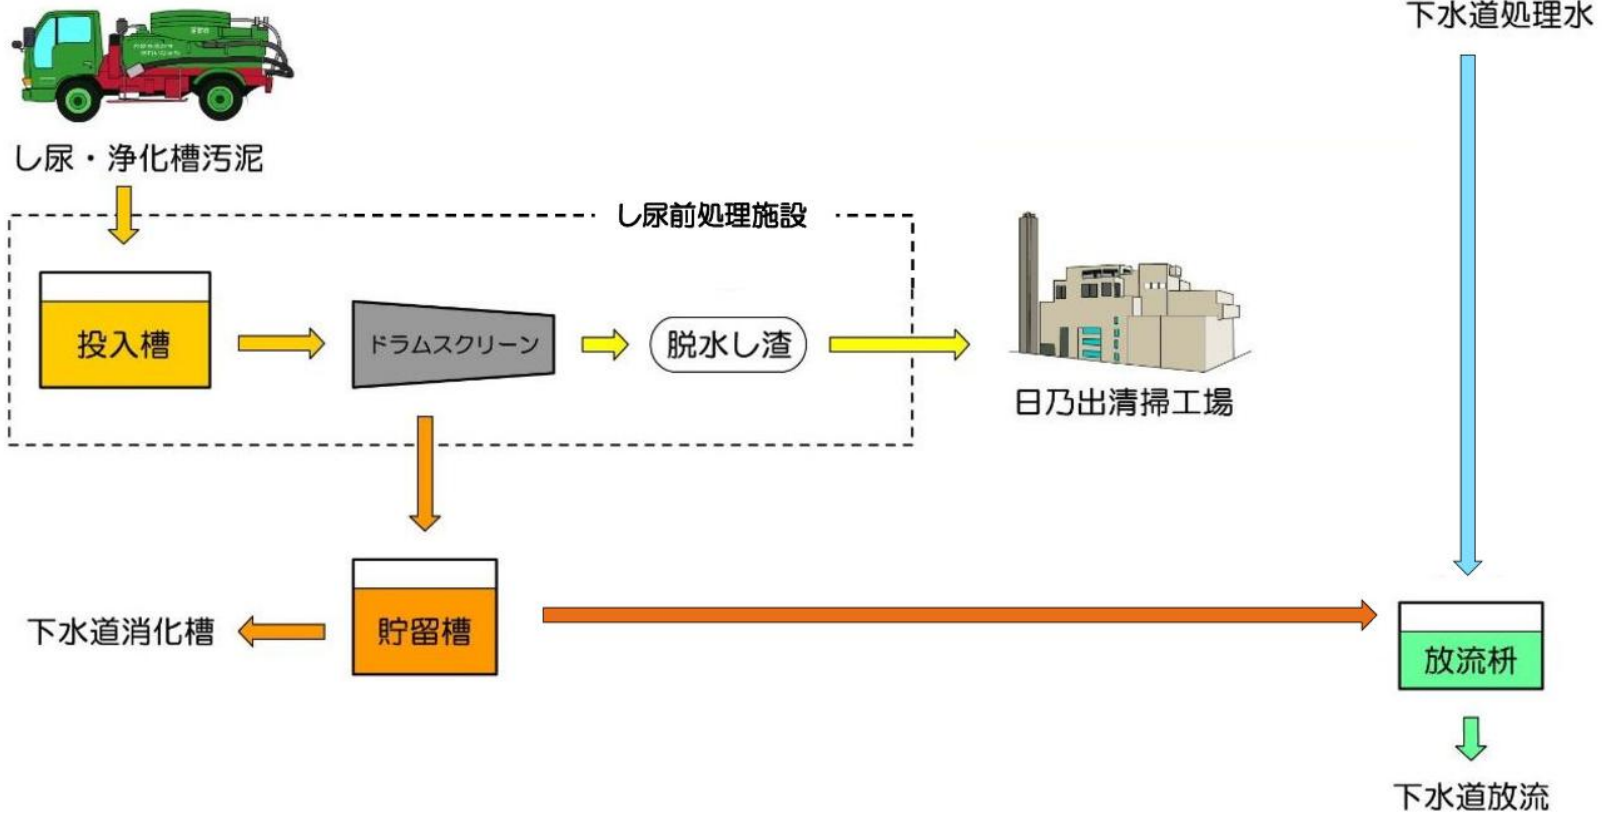 下水道処理水
し尿・浄化槽汚泥
し尿前処理施設
投入槽
ドラムスクリーン
脱水し渣
日乃出清掃工場
下水道消化槽
貯留槽
放流枡
下水道放流